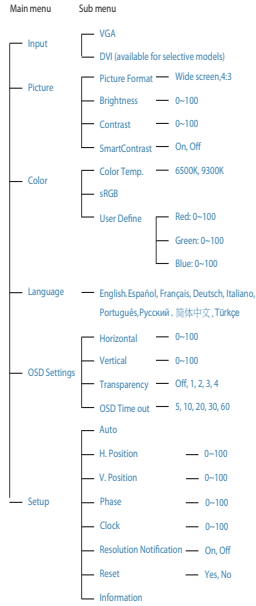 Main menu Sub menu
Input
VGA
DVI (available for selective models)
Picture
Picture Format Wide screen,4:3
Brightness 0~100
Contrast 0~100
SmartContrast On, Off
Color
Color Temp. 6500K, 9300K
sRGB
User Define Red: 0~100
Green: 0~100
Blue: 0~100
Language English.Español, Français, Deutsch, Italiano,
Português,Русский , 简体中文 , Türkçe
OSD Settings
Horizontal 0~100
Vertical 0~100
Transparency Off, 1, 2, 3, 4
OSD Time out 5, 10, 20, 30, 60
Setup
Auto
H. Position 0~100
V. Position 0~100
Phase 0~100
Clock 0~100
Resolution Notification On, Off
Reset Yes, No
Information